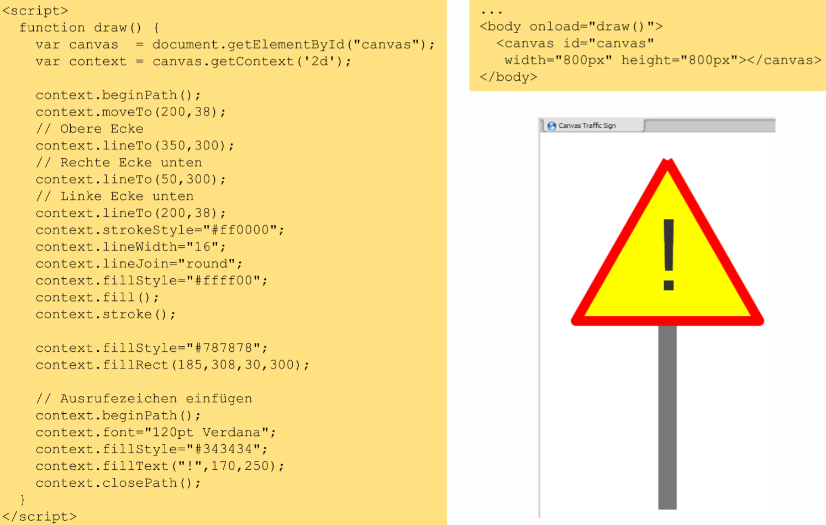 <script>
function draw() {
var canvas = document.getElementById("canvas");
var context = canvas.getContext('2d');
context.beginPath();
context.moveTo(200,38);
// Obere Ecke
context.lineTo(350,300);
// Rechte Ecke unten
context.lineTo(50,300);
// Linke Ecke unten
context.lineTo(200,38);
context.strokeStyle="#ff0000";
context.lineWidth="16";
context.lineJoin="round";
context.fillStyle="#ffff00";
context.fill();
context.stroke();
context.fillStyle="#787878";
context.fillRect(185,308,30,300);
// Ausrufezeichen einfügen
context.beginPath();
context.font="120pt Verdana";
context.fillStyle="#343434";
context.fillText("!",170,250);
context.closePath();
}
</script>
...
<body onload="draw()">
<canvas id="canvas"
width="800px" height="800px"></canvas>
</body>
Canvas Traffic Sign
!